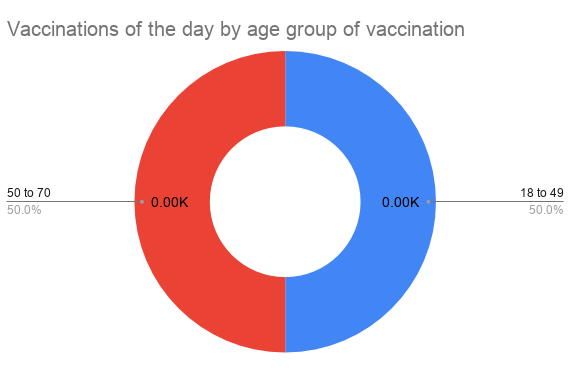 Vaccinations of the day by age group of vaccination
50 to 70
50.0%
0.00K
0.00K
18 to 49
50.0%